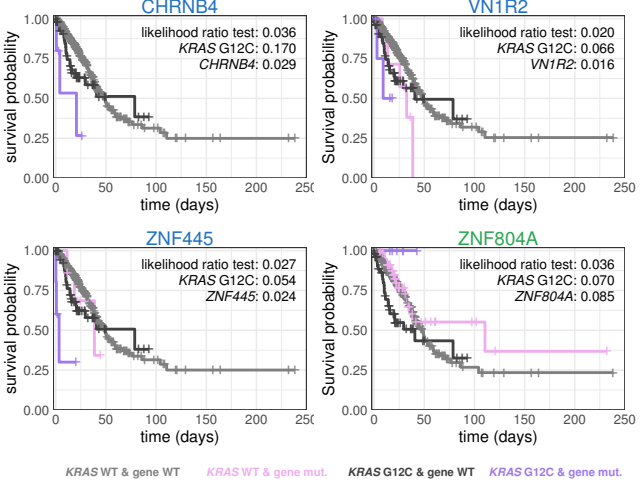 CHRNB4
VN1R2
1.00
likelihood ratio test: 0.036
KRAS G12C: 0.170
CHRNB4: 0.029
0.75
0.50
0.25
0.00
survival probability
0 50 100 150 200 25
time (days)
1.00
likelihood ratio test: 0.020
KRAS G12C: 0.066
VN1R2: 0.016
0.75
0.50
0.25
0.00
Survival probability
0 50 100 150 200 250
time (days)
ZNF445
ZNF804A
1.00
likelihood ratio test: 0.027
KRAS G12C: 0.054
ZNF445: 0.024
0.75
0.50
0.25
0.00
survival probability
0 50 100 150 200 25
time (days)
1.00
likelihood ratio test: 0.036
KRAS G12C: 0.070
ZNF804A: 0.085
0.75
0.50
0.25
0.00
Survival probability
0 50 100 150 200 250
time (days)
KRAS WT & gene WT KRAS WT & gene mut. KRAS G12C & gene WT KRAS G12C & gene mut.